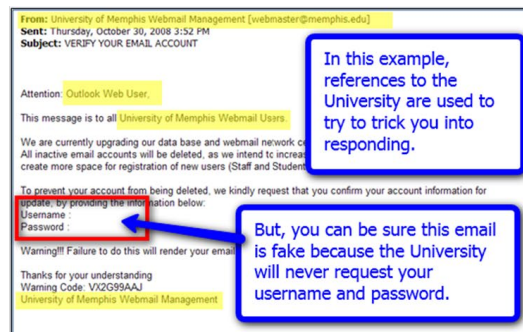 From: University of Memphis Webmail Management [webmaster@memphis.edu]
Sent: Thursday, October 30, 2008 3:52 PM
Subject: VERIFY YOUR EMAIL ACCOUNT
In this example,
references to the
University are used to
try to trick you into
responding.
Attention: Outlook Web User,
This message is to all University of Memphis Webmail Users.
We are currently upgrading our data base and webmail network ce
All inactive email accounts will be deleted, as we intend to increas
create more space for registration of new users (Staff and Student
To prevent your account from being deleted, we kindly request that you confirm your account information for
update, by providing the information below:
Username :
Password :
Warning!!! Failure to do this will render your email
But, you can be sure this email
is fake because the University
will never request your
username and password.
Thanks for your understanding
Warning Code: VX2G99AAJ
University of Memphis Webmail Management